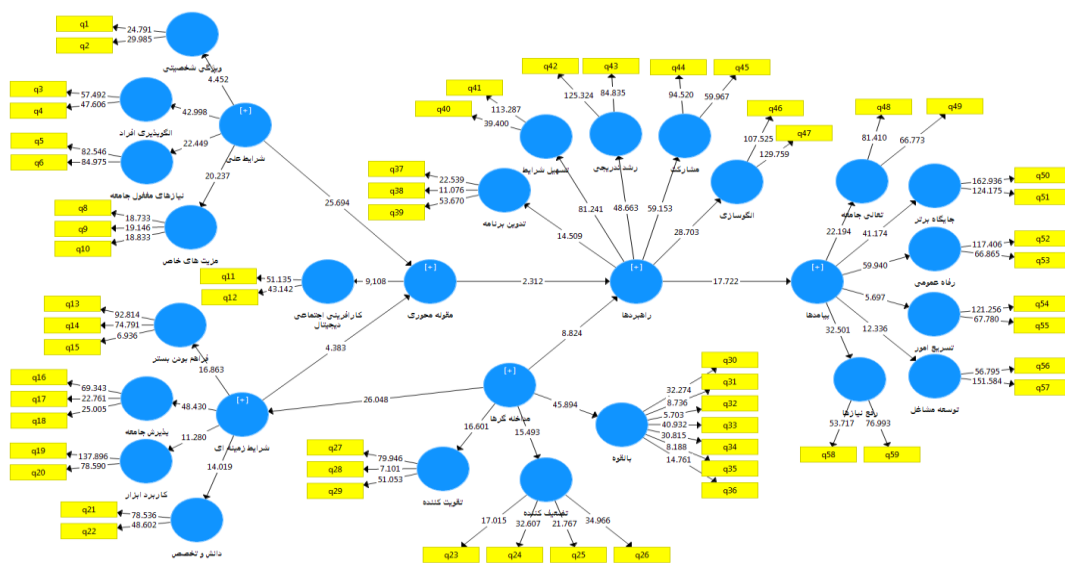 q1
24.791
q2
29.985
ویژگی شخصیتی
4.452
q3
57.492
q4
47.606
42.998
الگوپذیری افراد
[+]
شرایط علی
q5
82.546
q6
84.975
22.449
نیازهای مغفول جامعه
20.237
q8
18.733
q9
19.146
q10
18.833
مزیت های خاص
25.694
q11
51.135
q12
43.142
9.108
کارآفرینی اجتماعی
دیجیتال
[+]
مقوله محوری
2.312
q13
92.814
q14
74.791
q15
6.936
فراهم بودن بستر
16.863
4.383
q16
69.343
q17
22.761
q18
25.005
48.430
پذیرش جامعه
[+]
شرایط زمینه ای
q19
137.896
q20
78.590
11.280
کاربرد ابزار
14.019
q21
78.536
q22
48.602
دانش و تخصص
26.048
q37
22.539
q38
11.076
q39
53.670
تدوین برنامه
14.509
q40
39.400
q41
113.287
تسهیل شرایط
81.241
q42
125.324
q43
84.835
رشد تدریجی
48.663
q44
94.520
q45
59.967
مشارکت
59.153
q46
107.525
q47
129.759
الگوسازی
28.703
[+]
راهبردها
17.722
8.824
[+]
مداخله گرها
16.601
15.493
45.894
q27
79.946
q28
7.101
q29
51.053
تقویت کننده
تضعیف کننده
17.015
32.607
21.767
34.966
q23
q24
q25
q26
بالقوه
q30
32.274
q31
8.736
q32
5.703
q33
40.932
q34
30.815
q35
8.188
q36
14.761
[+]
پیامدها
q48
81.410
q49
66.773
تعالی جامعه
22.194
q50
162.936
q51
124.175
جایگاه برتر
41.174
q52
117.406
q53
66.865
رفاه عمومی
59.940
q54
121.256
q55
67.780
تسریع امور
5.697
q56
56.795
q57
151.584
توسعه مشاغل
12.336
32.501
رفع نیازها
53.717
76.993
q58
q59